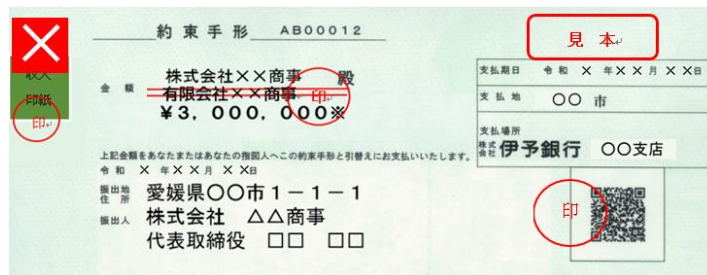 約束手形 AB00012
見本
収入
印紙
印
株式会社××商事 殿
金額 有限会社××商事 印
¥3,000,000※
支払期日 令和 × 年××月××日
支払地 ○○ 市
支払場所
株式会社 伊予銀行 ○○支店
上記金額をあなたまたはあなたの指図人へこの約束手形と引替えにお支払いいたします。
令和 × 年××月××日
振出地
住所 愛媛県○○市1-1-1
振出人 株式会社 △△商事
代表取締役 □□ □□
印